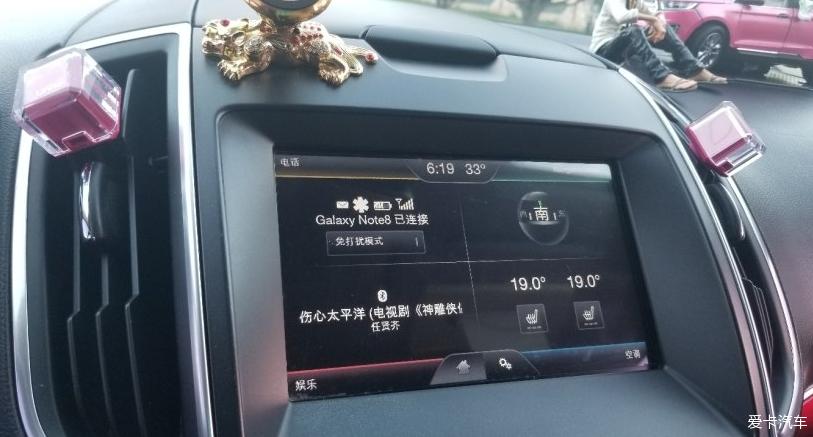 电话
6:19 33°
Galaxy Note8 已连接
免打扰模式
南
19.0° 19.0°
伤心太平洋 (电视剧《神雕侠侣
任贤齐
娱乐
空调
爱卡汽车